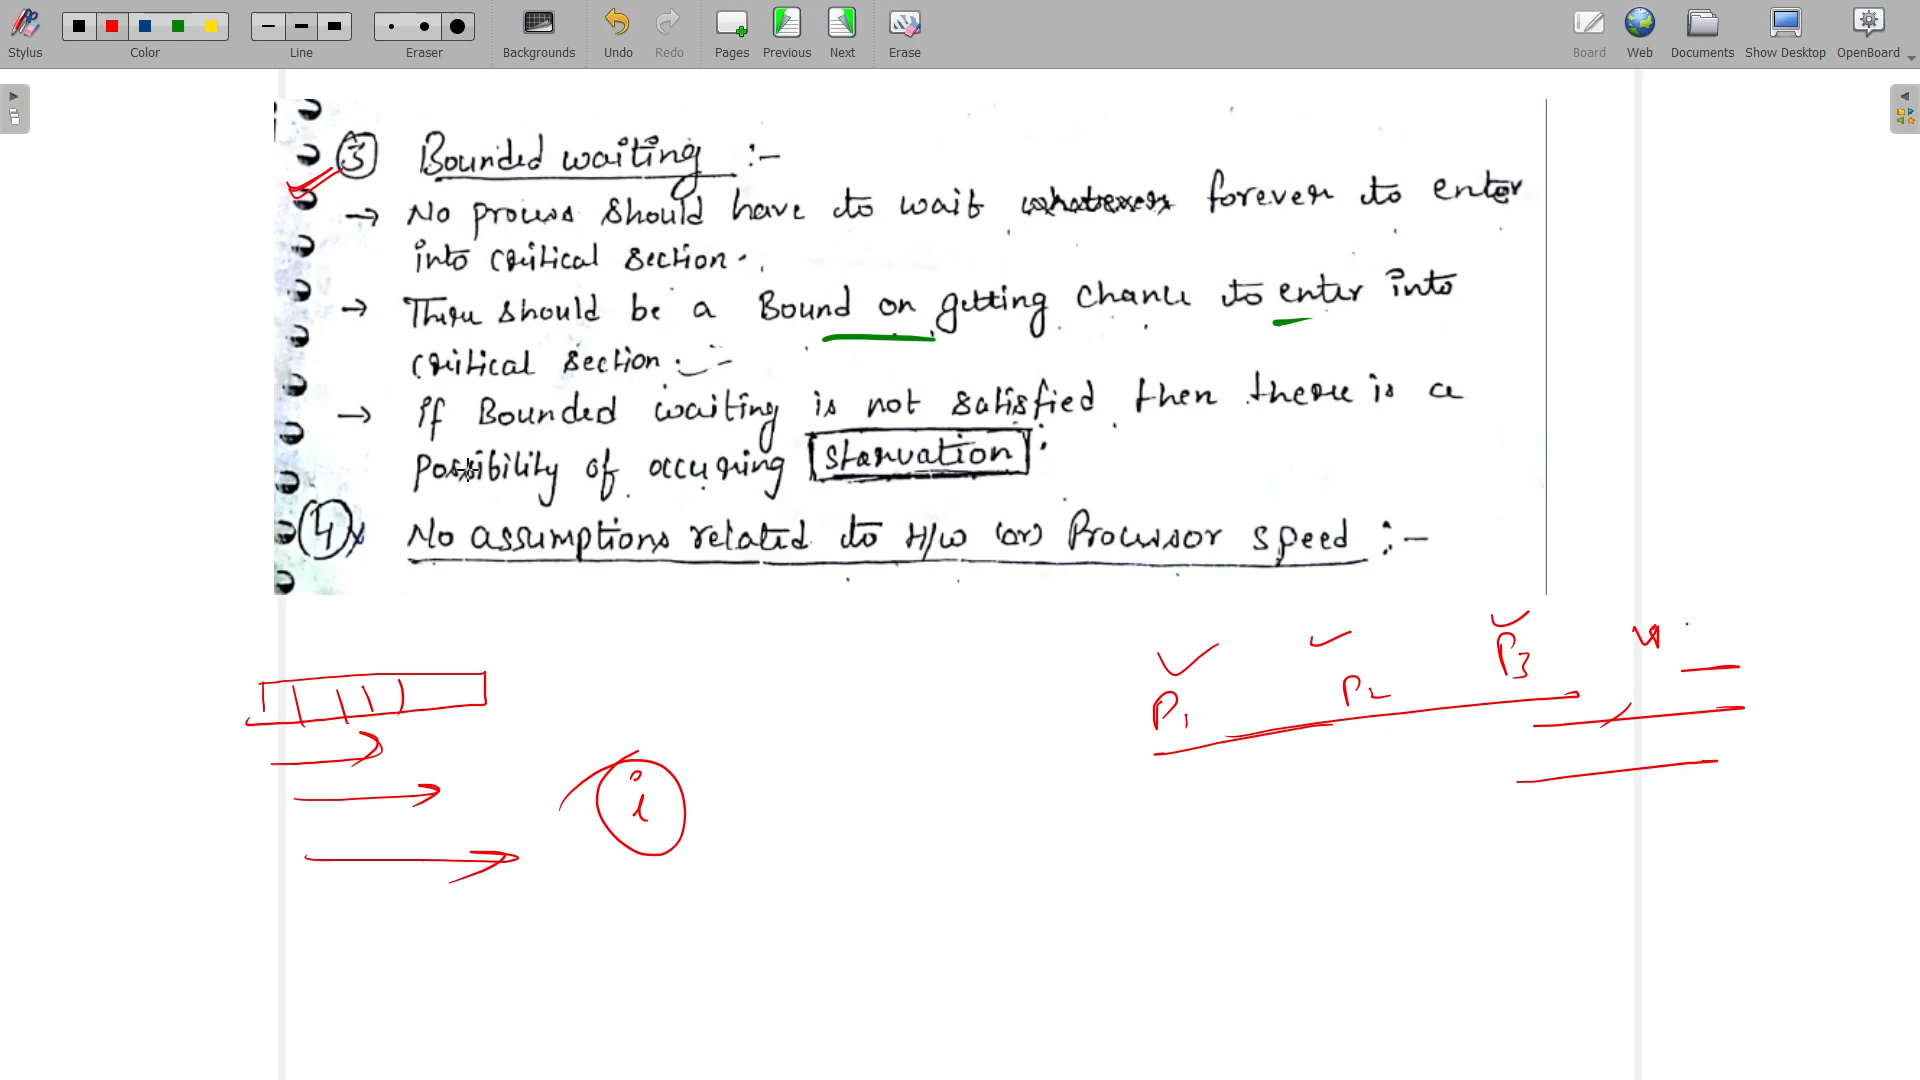 Stylus
Color
Line
Eraser
Backgrounds
Undo
Redo
Pages
Previous
Next
Erase
Board
Web
Documents
Show Desktop
OpenBoard
③ Bounded waiting :-
→ No process should have to wait forever to enter
into critical section.
→ There should be a Bound on getting chance to enter into
critical section.
→ If Bounded waiting is not satisfied then there is a
possibility of occurring starvation
④ No assumptions related to H/W (or) Processor speed :-
P1 P2 P3
i